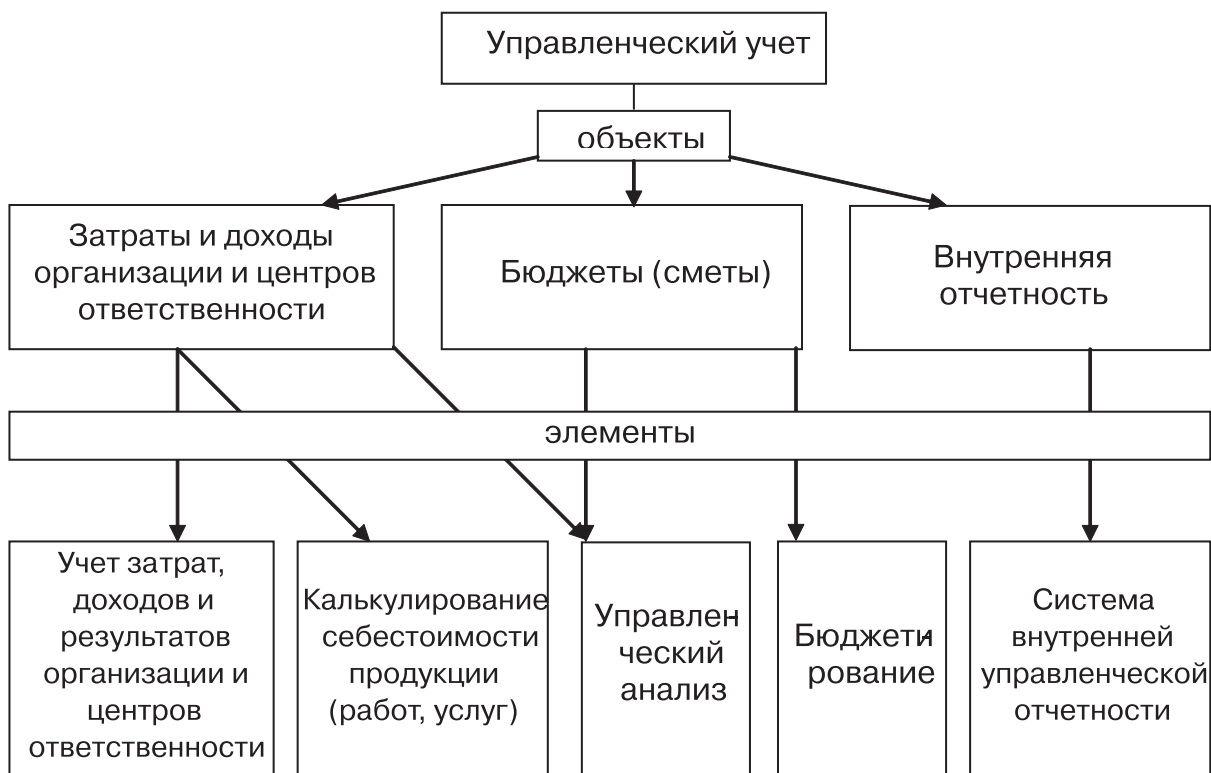 Управленческий учет
объекты
Затраты и доходы
организации и центров
ответственности
Бюджеты (сметы)
Внутренняя
отчетность
элементы
Учет затрат,
доходов и
результатов
организации и
центров
ответственности
Калькулирование
себестоимости
продукции
(работ, услуг)
Управлен-
ческий
анализ
Бюджети-
рование
Система
внутренней
управленческой
отчетности